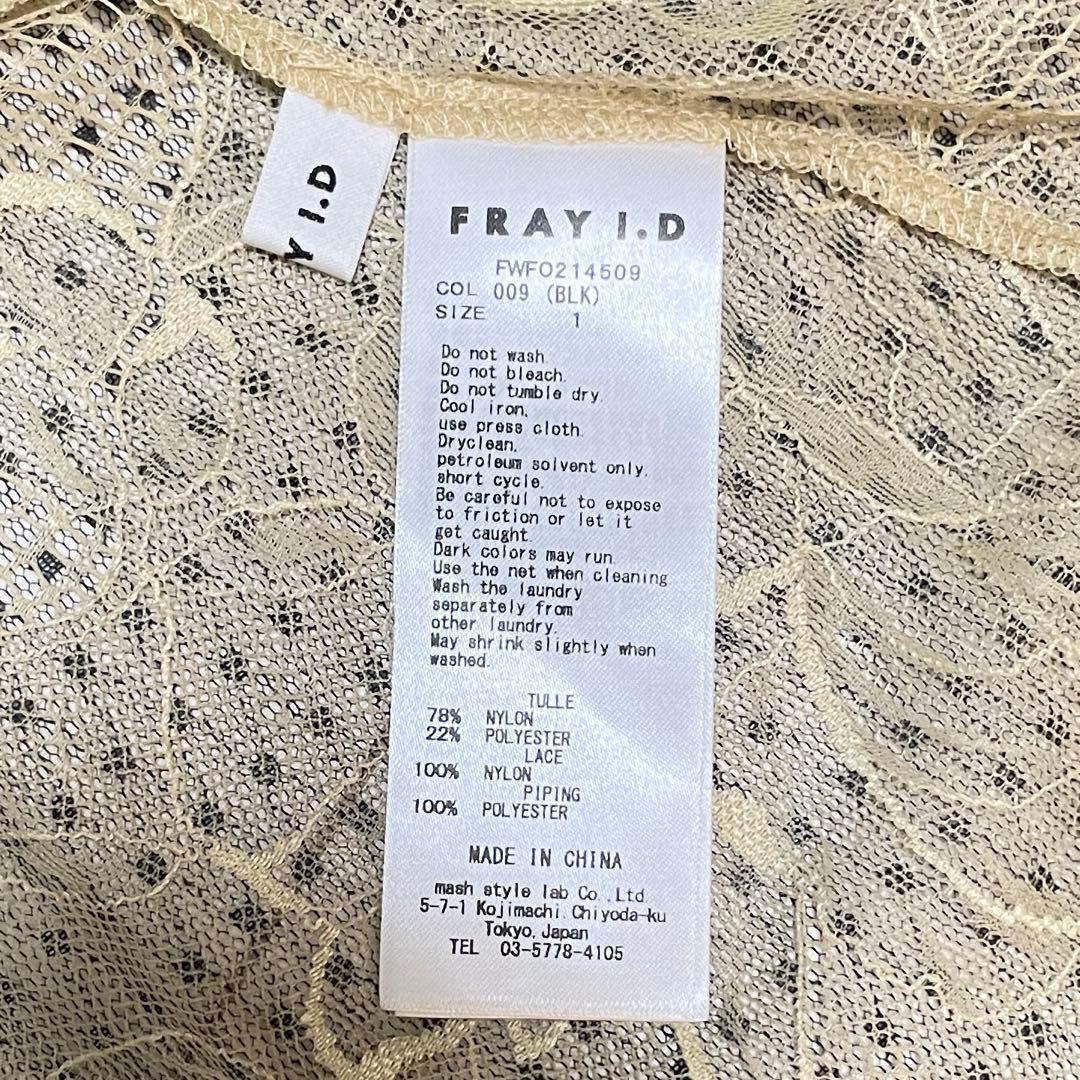 Y I.D
FRAY I.D
FWFO214509
COL 009 (BLK)
SIZE 1
Do not wash.
Do not bleach.
Do not tumble dry.
Cool iron,
use press cloth.
Dryclean,
petroleum solvent only,
short cycle.
Be careful not to expose
to friction or let it
get caught.
Dark colors may run.
Use the net when cleaning.
Wash the laundry
separately from
other laundry.
May shrink slightly when
washed.
TULLE
78% NYLON
22% POLYESTER
LACE
100% NYLON
PIPING
100% POLYESTER
MADE IN CHINA
mash style lab Co.,Ltd.
5-7-1 Kojimachi,Chiyoda-ku
Tokyo,Japan
TEL 03-5778-4105